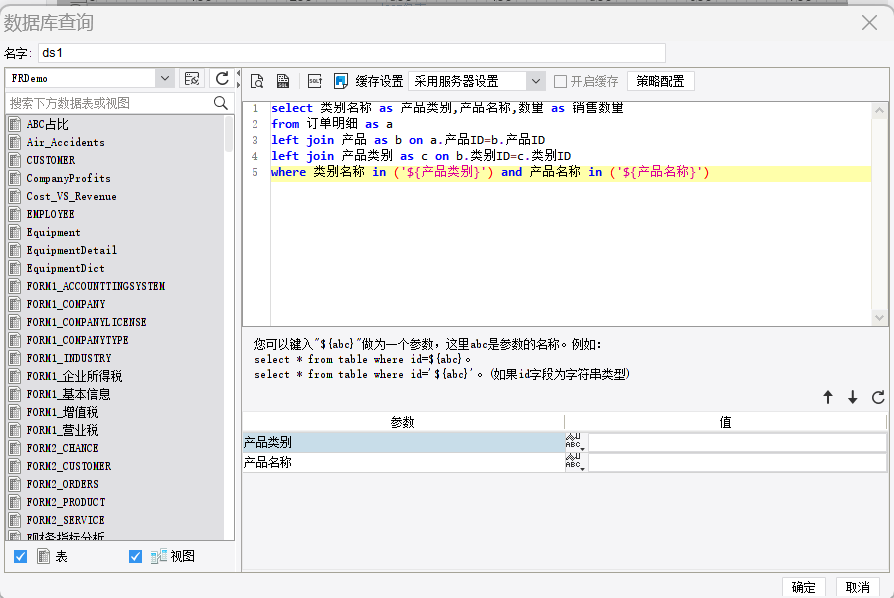 数据库查询
名字: ds1
FRDemo
缓存设置 采用服务器设置 开启缓存 策略配置
搜索下方数据表或视图
ABC占比
Air_Accidents
CUSTOMER
CompanyProfits
Cost_VS_Revenue
EMPLOYEE
Equipment
EquipmentDetail
EquipmentDict
FORM1_ACCOUNTTINGSYSTEM
FORM1_COMPANY
FORM1_COMPANYLICENSE
FORM1_COMPANYTYPE
FORM1_INDUSTRY
FORM1_企业所得税
FORM1_基本信息
FORM1_增值税
FORM1_营业税
FORM2_CHANCE
FORM2_CUSTOMER
FORM2_ORDERS
FORM2_PRODUCT
FORM2_SERVICE
F财务指标分析
表 视图
1 select 类别名称 as 产品类别,产品名称,数量 as 销售数量
2 from 订单明细 as a
3 left join 产品 as b on a.产品ID=b.产品ID
4 left join 产品类别 as c on b.类别ID=c.类别ID
5 where 类别名称 in ('${产品类别}') and 产品名称 in ('${产品名称}')
您可以键入"${abc}"做为一个参数，这里abc是参数的名称。例如：
select * from table where id=${abc}。
select * from table where id='${abc}'。(如果id字段为字符串类型)
参数 值
产品类别 ABC
产品名称 ABC
确定 取消